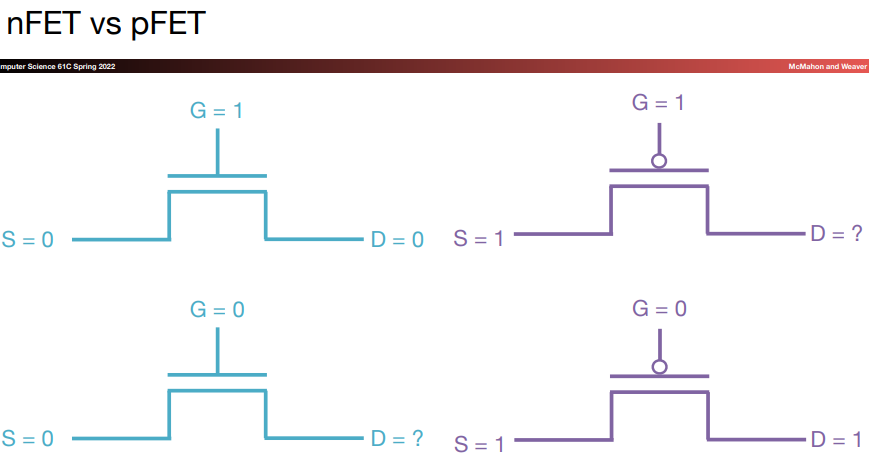 nFET vs pFET
mputer Science 61C Spring 2022
McMahon and Weaver
G = 1
G = 1
S = 0
D = 0
S = 1
D = ?
G = 0
G = 0
S = 0
D = ?
S = 1
D = 1